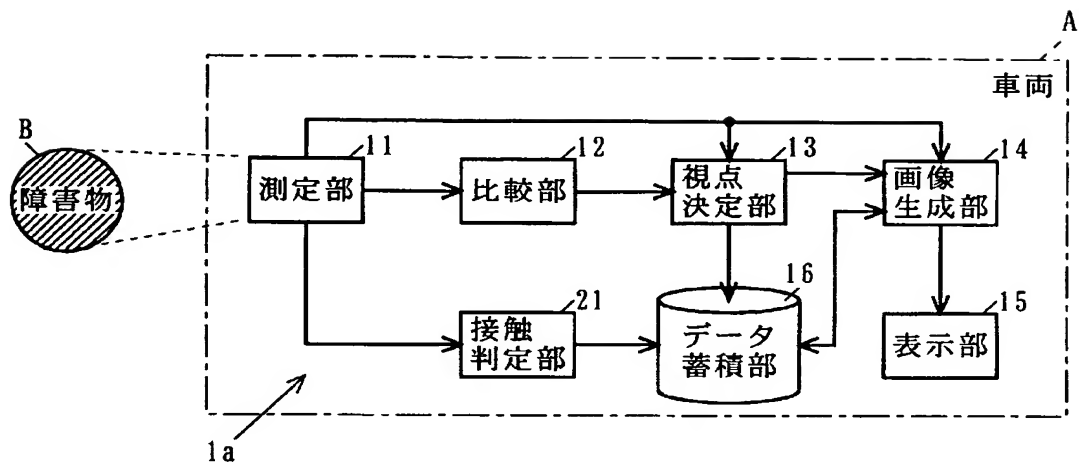 A
車両
B
障害物
11
測定部
12
比較部
13
視点
決定部
14
画像
生成部
21
接触
判定部
16
データ
蓄積部
15
表示部
1a